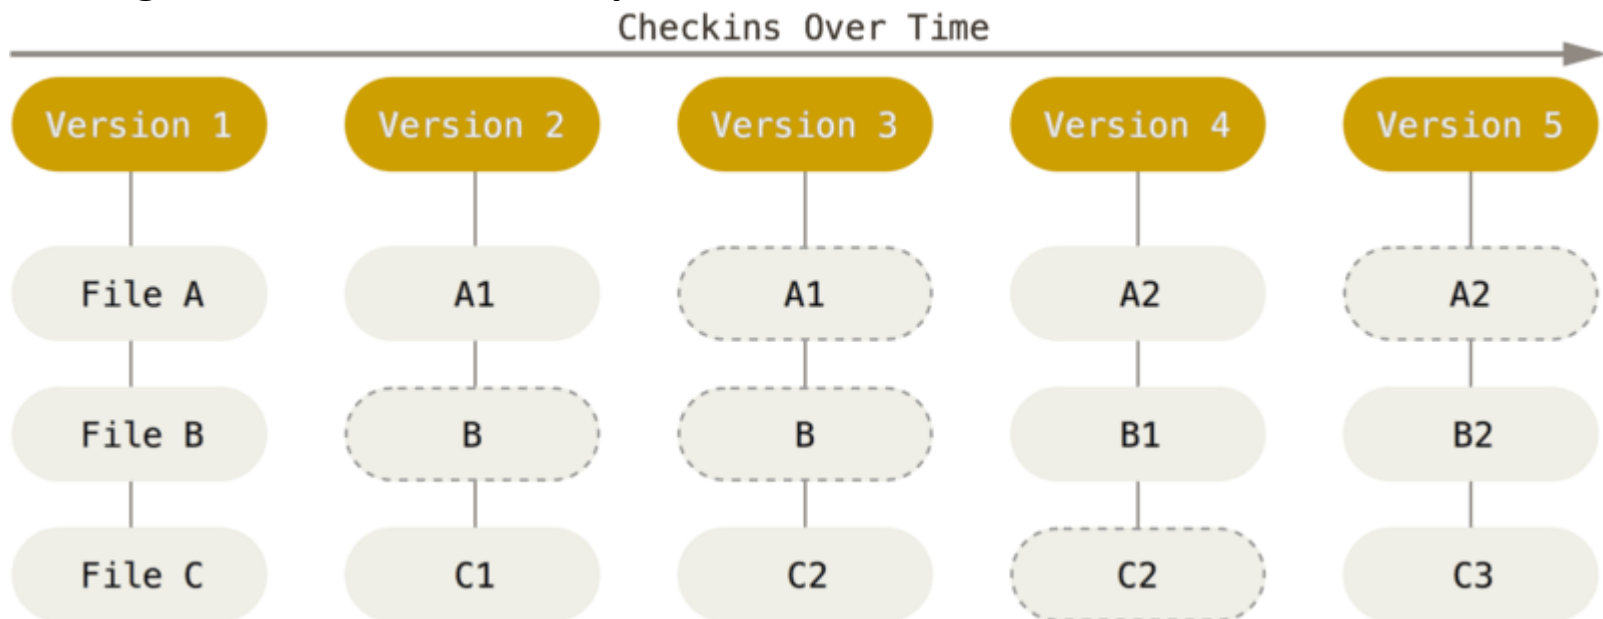 Checkins Over Time
Version 1 Version 2 Version 3 Version 4 Version 5
File A A1 A1 A2 A2
File B B B B1 B2
File C C1 C2 C2 C3